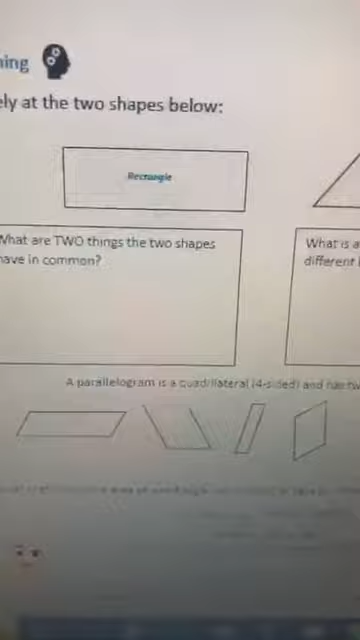 ning
ely at the two shapes below:
Rectangle
What are TWO things the two shapes
have in common?
What is a
different
A parallelogram is a quadrilateral (4-sided) and has tw